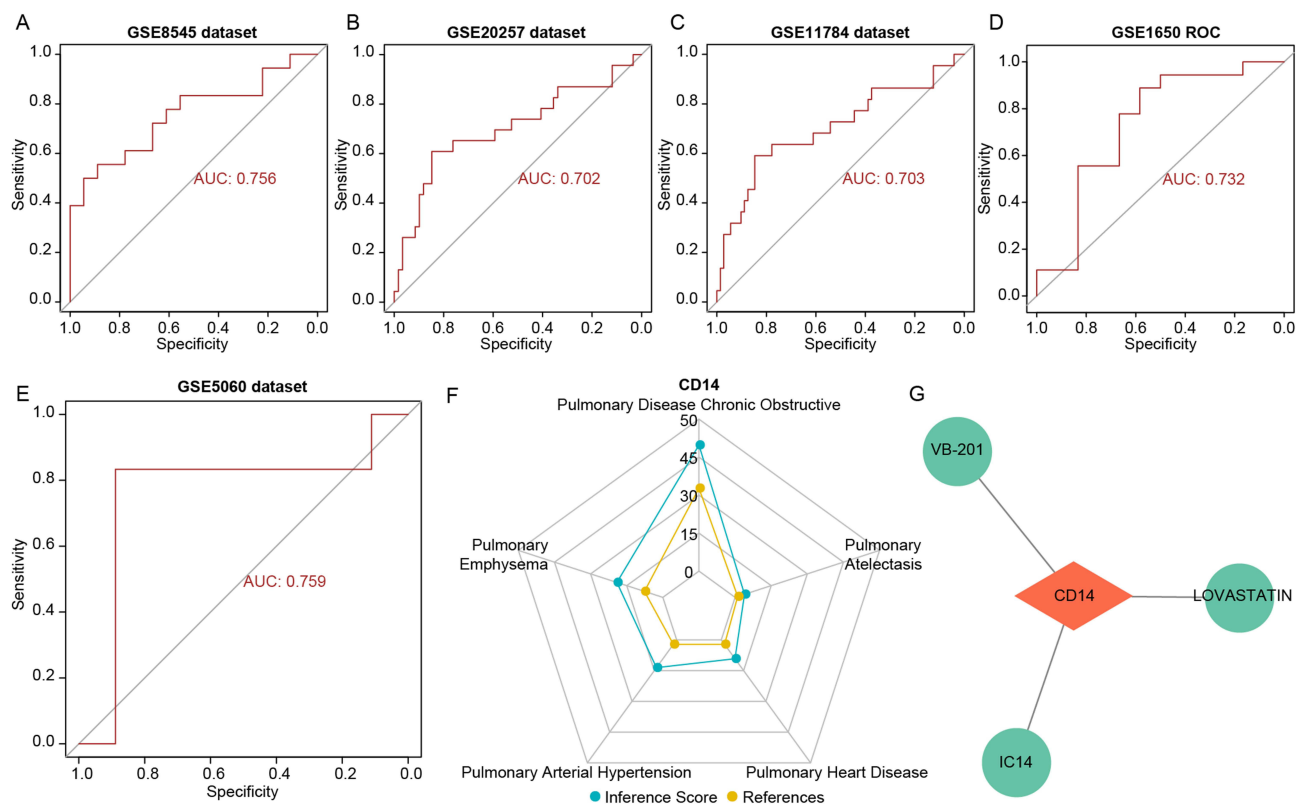 A
GSE8545 dataset
1.0
0.8
0.6
0.4
0.2
0.0
Sensitivity
AUC: 0.756
1.0 0.8 0.6 0.4 0.2 0.0
Specificity
B
GSE20257 dataset
1.0
0.8
0.6
0.4
0.2
0.0
Sensitivity
AUC: 0.702
1.0 0.8 0.6 0.4 0.2 0.0
Specificity
C
GSE11784 dataset
1.0
0.8
0.6
0.4
0.2
0.0
Sensitivity
AUC: 0.703
1.0 0.8 0.6 0.4 0.2 0.0
Specificity
D
GSE1650 ROC
1.0
0.8
0.6
0.4
0.2
0.0
Sensitivity
AUC: 0.732
1.0 0.8 0.6 0.4 0.2 0.0
Specificity
E
GSE5060 dataset
1.0
0.8
0.6
0.4
0.2
0.0
Sensitivity
AUC: 0.759
1.0 0.8 0.6 0.4 0.2 0.0
Specificity
F
CD14
Pulmonary Disease Chronic Obstructive
50
45
30
15
0
Pulmonary
Emphysema
Pulmonary
Atelectasis
Pulmonary Arterial Hypertension
Pulmonary Heart Disease
Inference Score
References
G
VB-201
CD14
LOVASTATIN
IC14